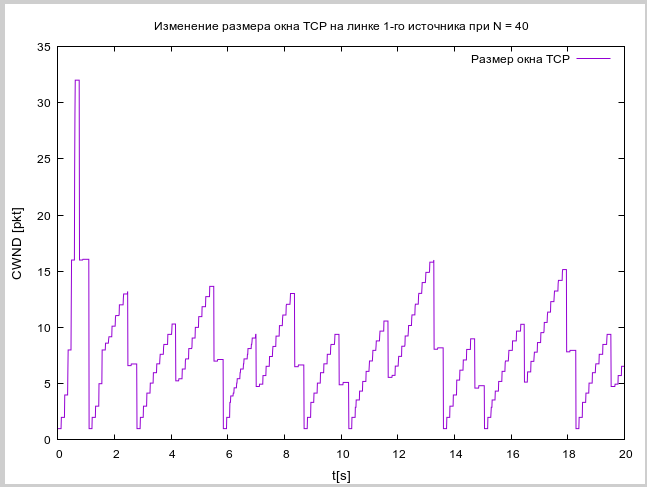 Изменение размера окна TCP на линке 1-го источника при N = 40
Размер окна TCP
CWND [pkt]
35
30
25
20
15
10
5
0
0 2 4 6 8 10 12 14 16 18 20
t[s]